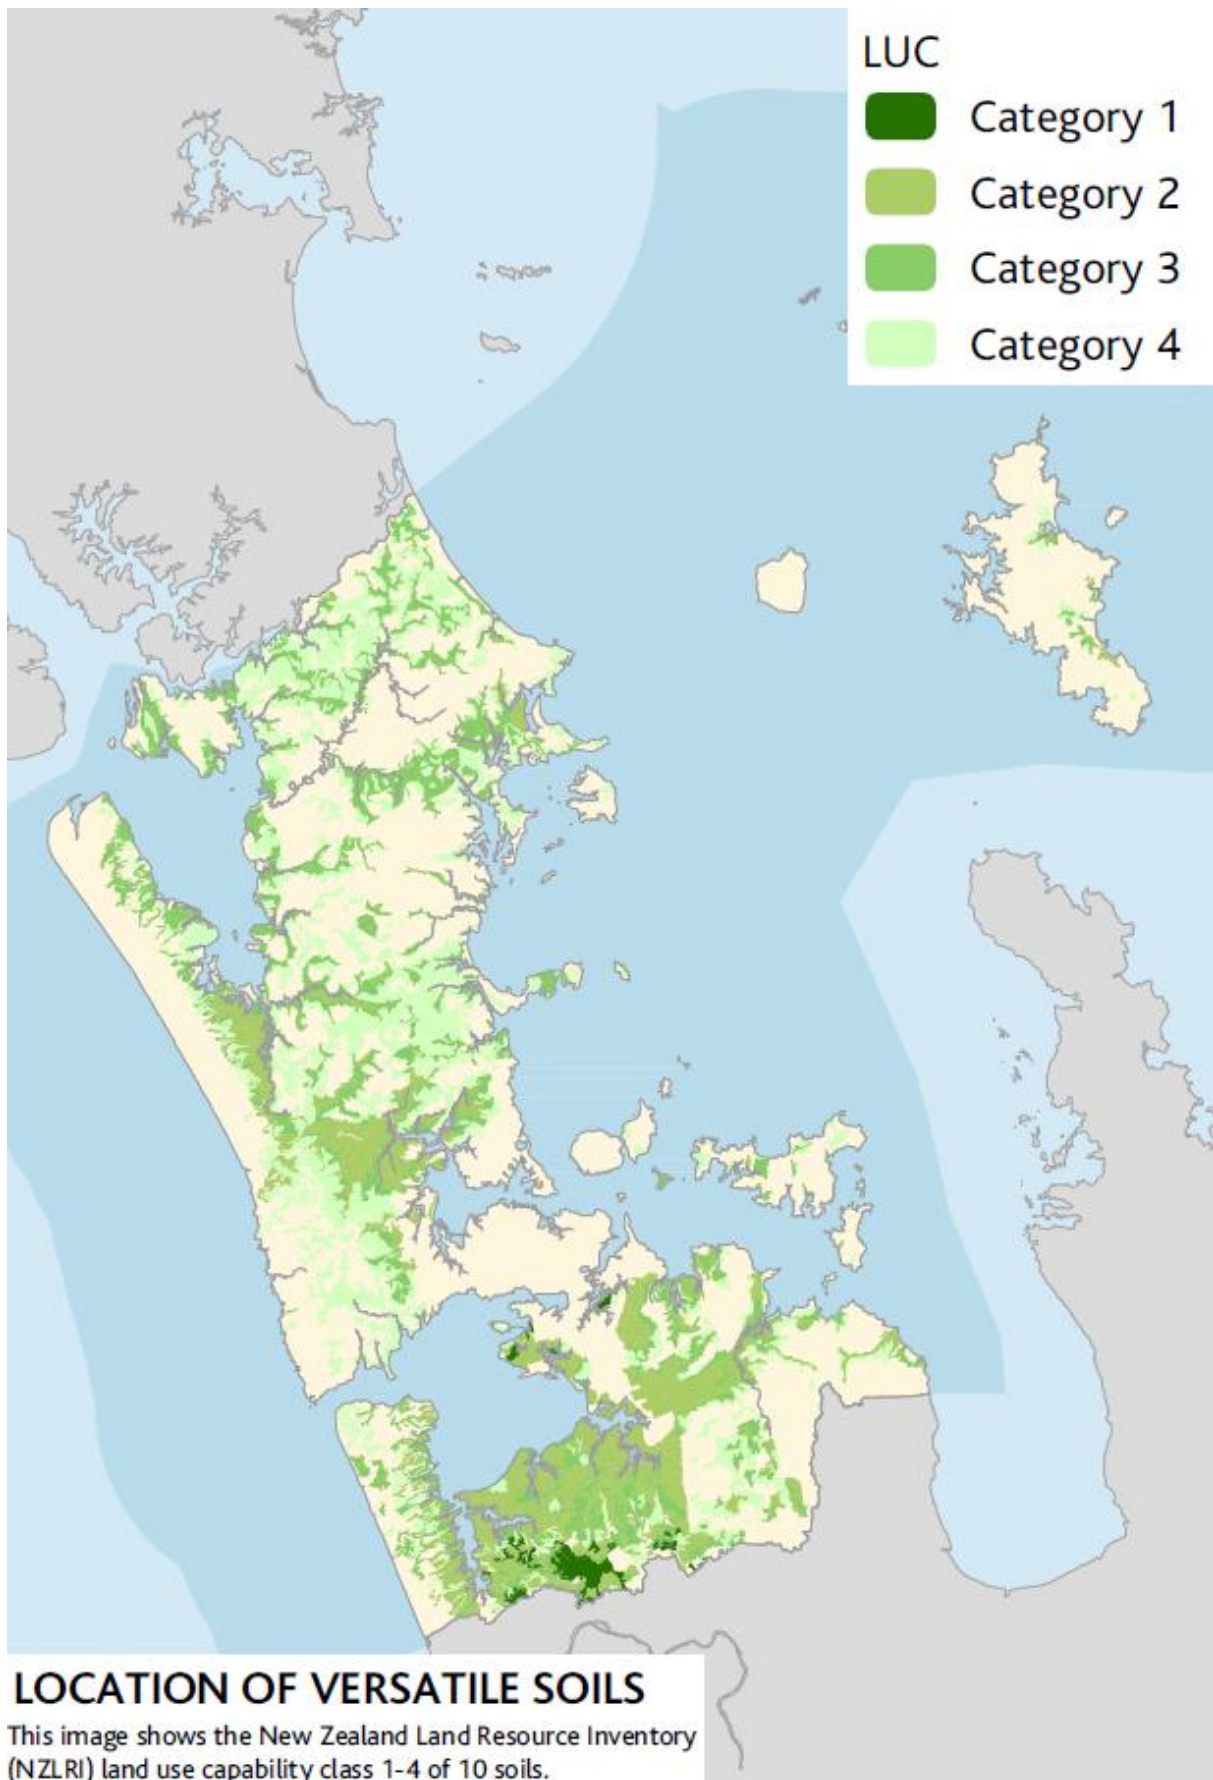 LUC
Category 1
Category 2
Category 3
Category 4
LOCATION OF VERSATILE SOILS
This image shows the New Zealand Land Resource Inventory
(NZLRI) land use capability class 1-4 of 10 soils.